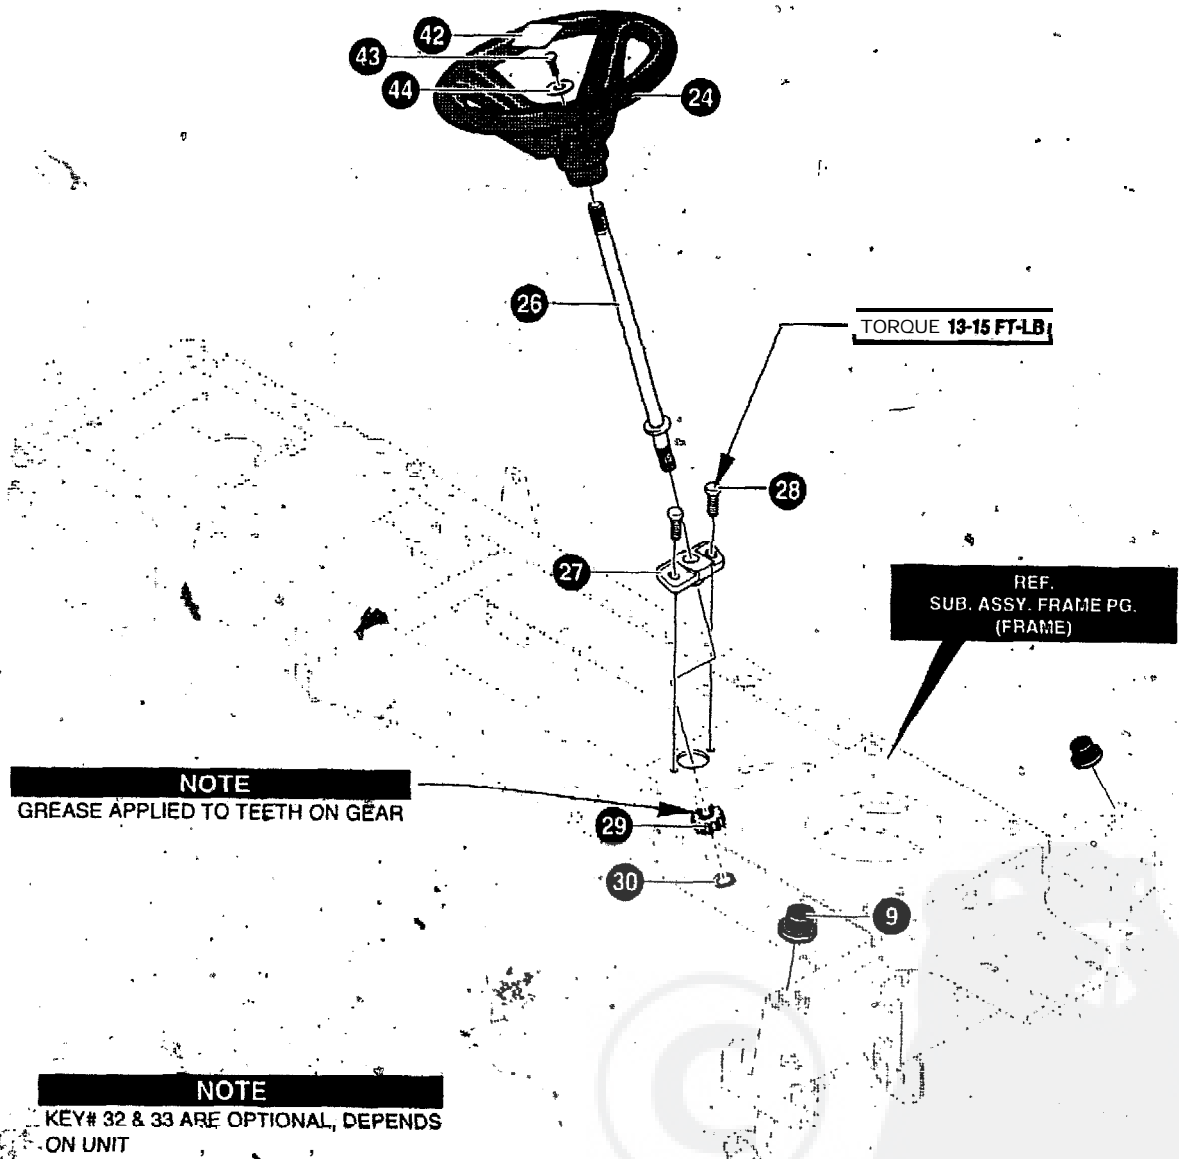 42
43
44
24
26
TORQUE 13-15 FT-LB
28
27
REF.
SUB. ASSY. FRAME PG.
(FRAME)
NOTE
GREASE APPLIED TO TEETH ON GEAR
29
30
9
©
NOTE
KEY# 32 & 33 ARE OPTIONAL, DEPENDS
ON UNIT